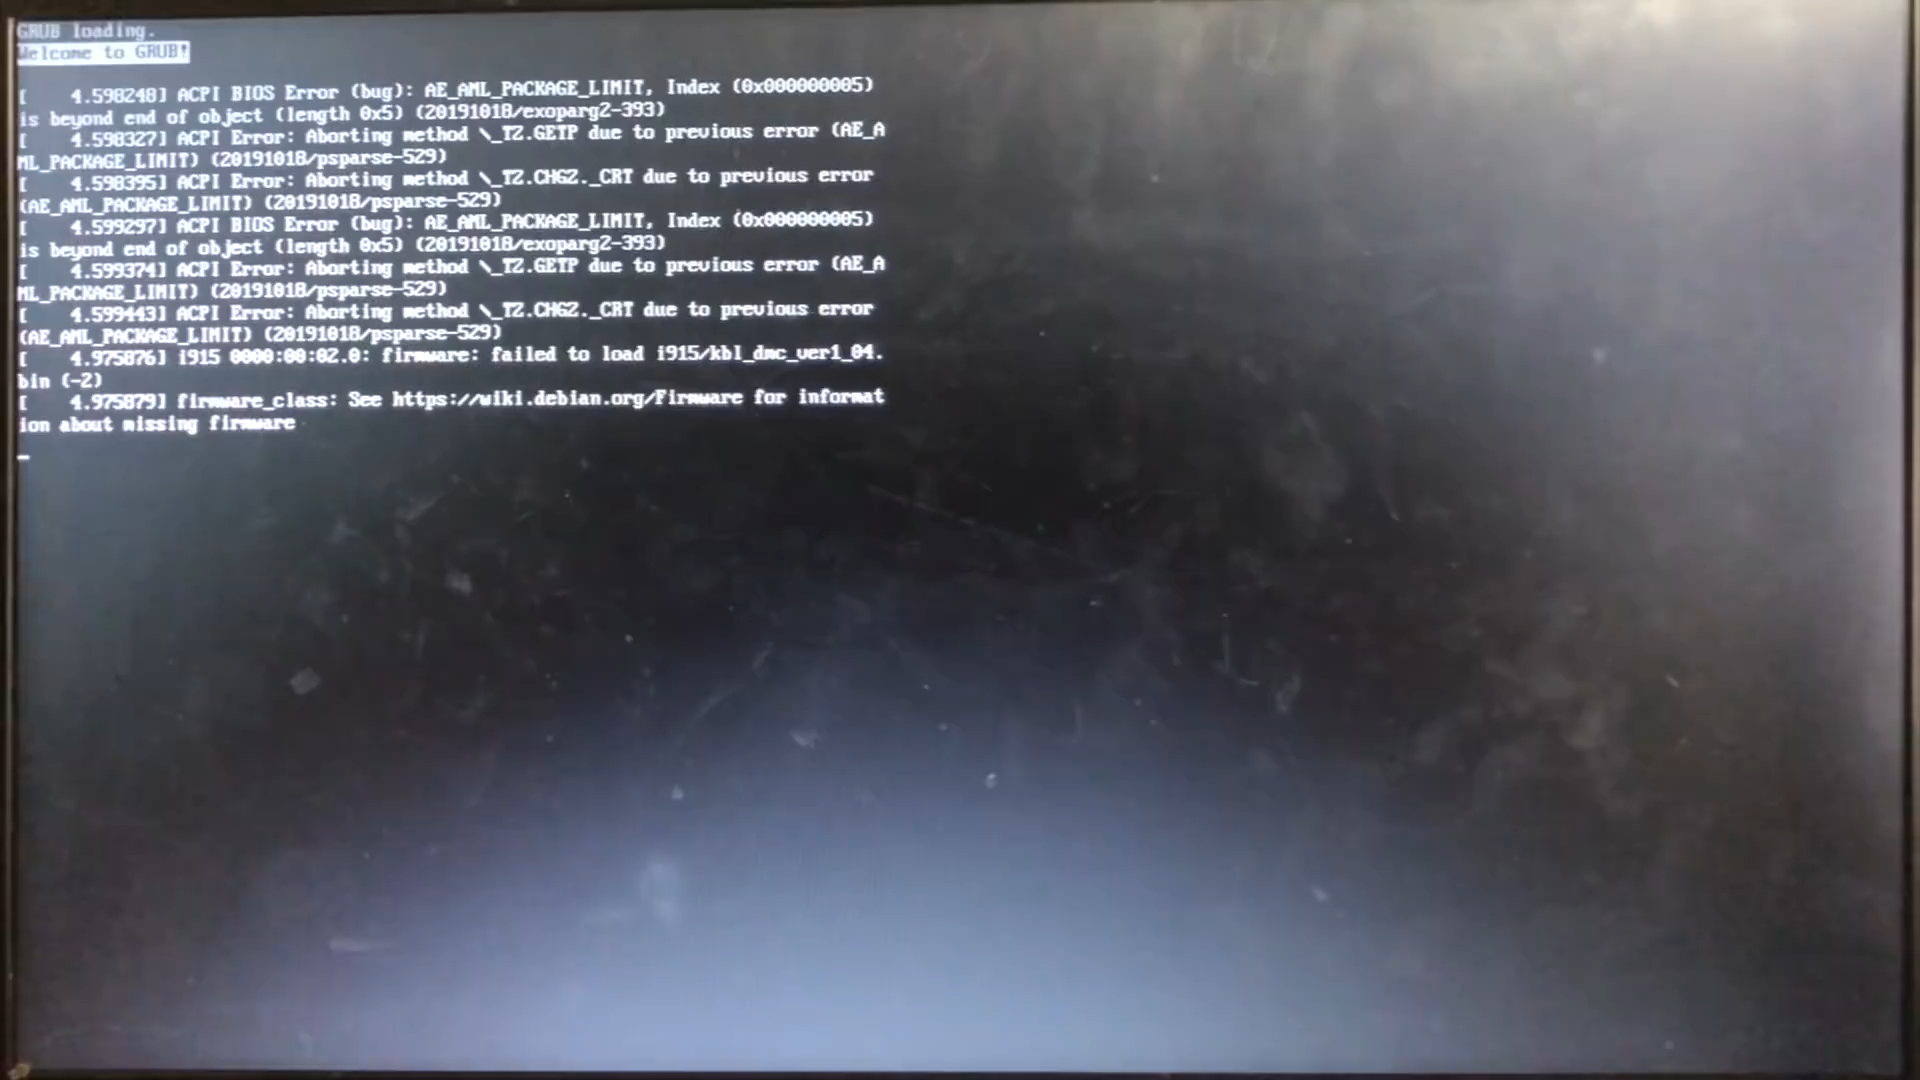 GRUB loading.
Welcome to GRUB!
[    4.598248] ACPI BIOS Error (bug): AE_AML_PACKAGE_LIMIT, Index (0x000000005)
is beyond end of object (length 0x5) (20191018/exoparg2-393)
[    4.598327] ACPI Error: Aborting method \_TZ.GETP due to previous error (AE_A
ML_PACKAGE_LIMIT) (20191018/psparse-529)
[    4.598395] ACPI Error: Aborting method \_TZ.CHGZ._CRT due to previous error
(AE_AML_PACKAGE_LIMIT) (20191018/psparse-529)
[    4.599297] ACPI BIOS Error (bug): AE_AML_PACKAGE_LIMIT, Index (0x000000005)
is beyond end of object (length 0x5) (20191018/exoparg2-393)
[    4.599374] ACPI Error: Aborting method \_TZ.GETP due to previous error (AE_A
ML_PACKAGE_LIMIT) (20191018/psparse-529)
[    4.599443] ACPI Error: Aborting method \_TZ.CHGZ._CRT due to previous error
(AE_AML_PACKAGE_LIMIT) (20191018/psparse-529)
[    4.975876] i915 0000:00:02.0: firmware: failed to load i915/kbl_dmc_ver1_04.
bin (-2)
[    4.975879] firmware_class: See https://wiki.debian.org/Firmware for informat
ion about missing firmware